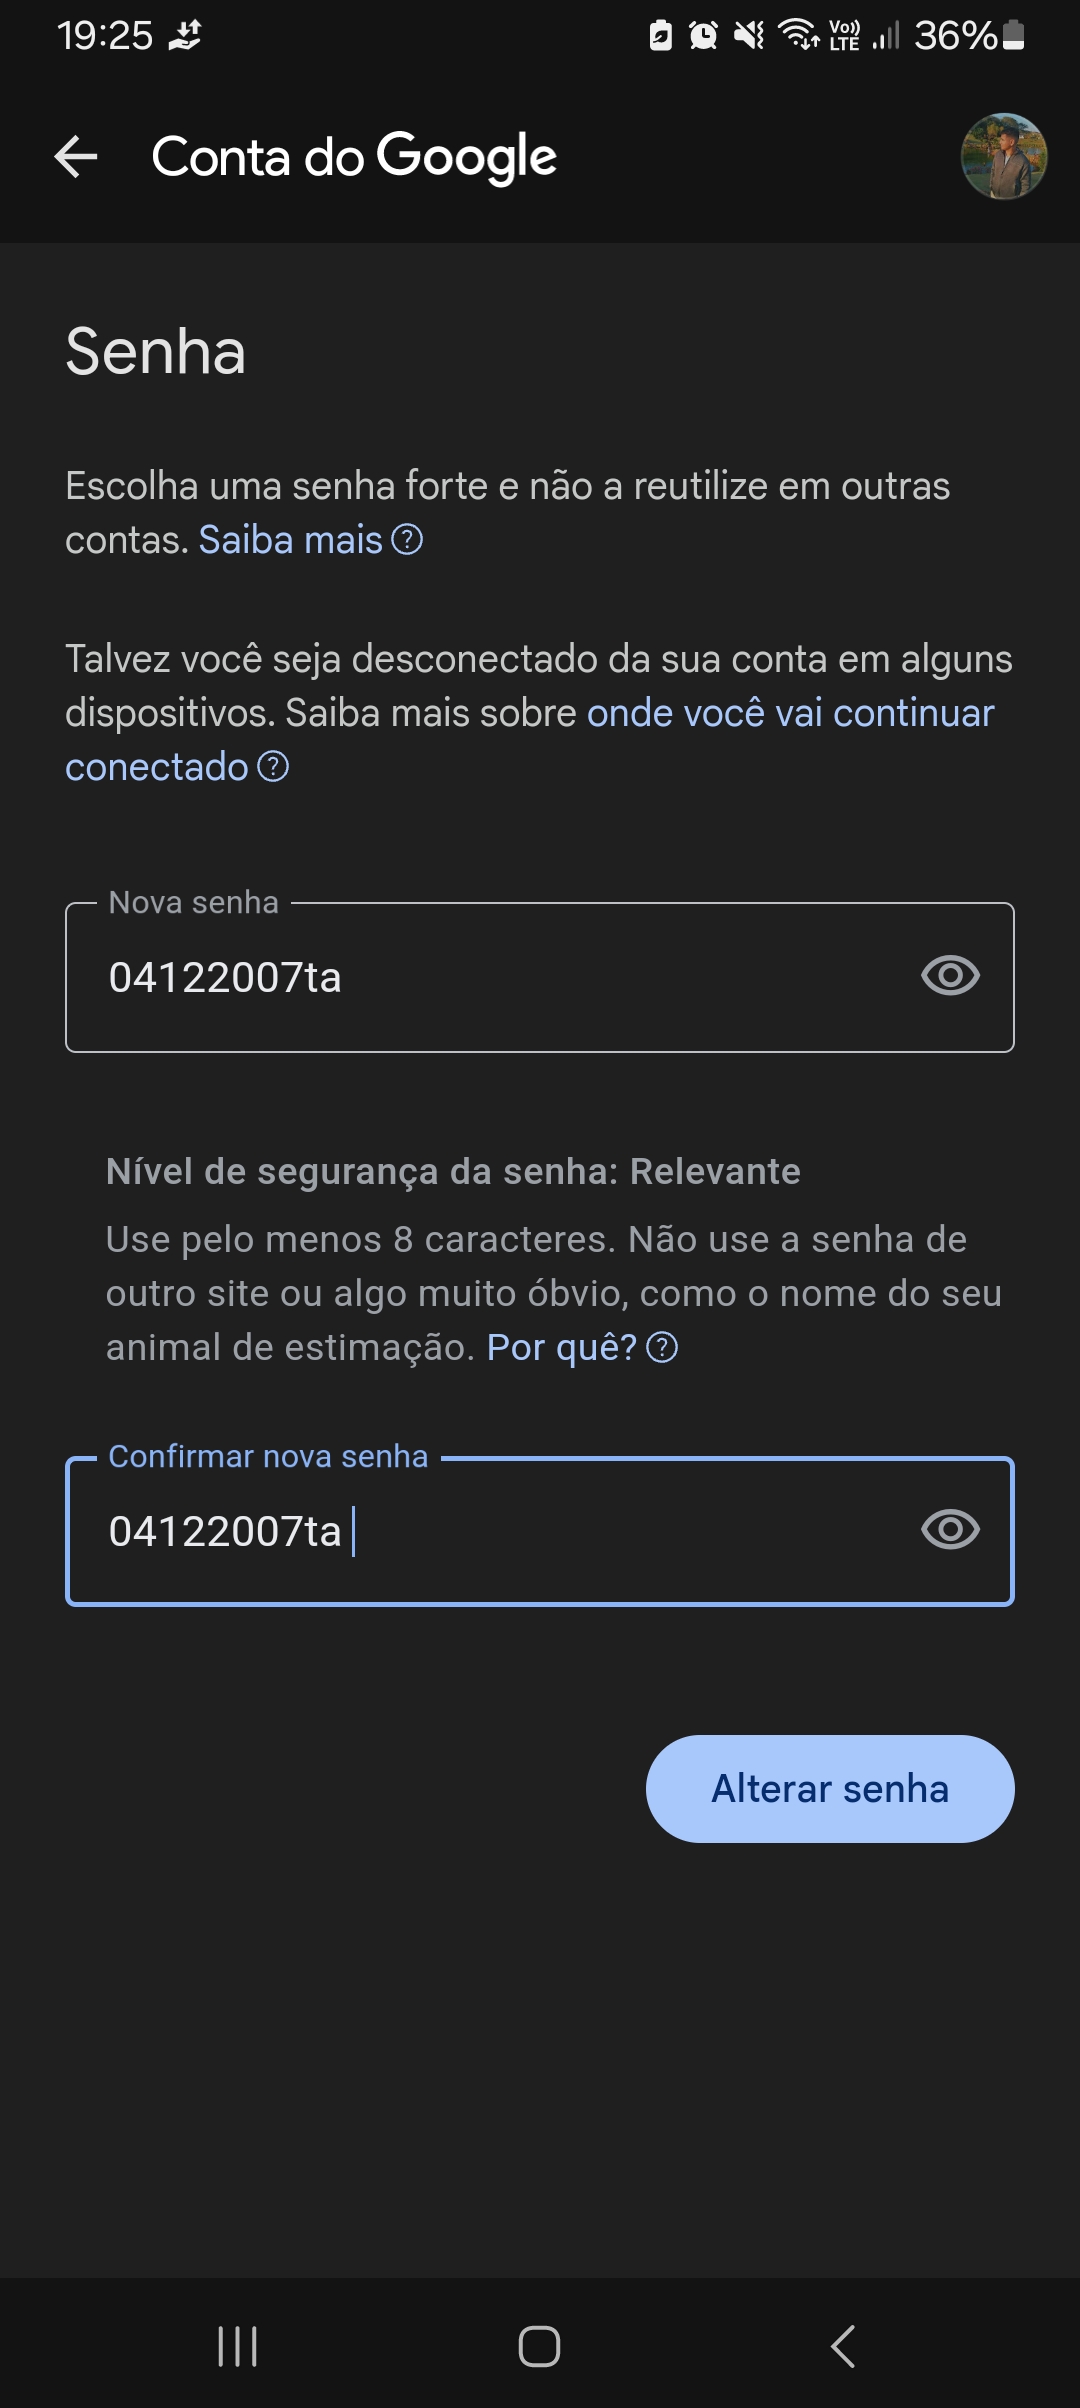 19:25
Vo)) LTE
36%
Conta do Google
Senha
Escolha uma senha forte e não a reutilize em outras
contas. Saiba mais
Talvez você seja desconectado da sua conta em alguns
dispositivos. Saiba mais sobre onde você vai continuar
conectado
Nova senha
04122007ta
Nível de segurança da senha: Relevante
Use pelo menos 8 caracteres. Não use a senha de
outro site ou algo muito óbvio, como o nome do seu
animal de estimação. Por quê?
Confirmar nova senha
04122007ta
Alterar senha